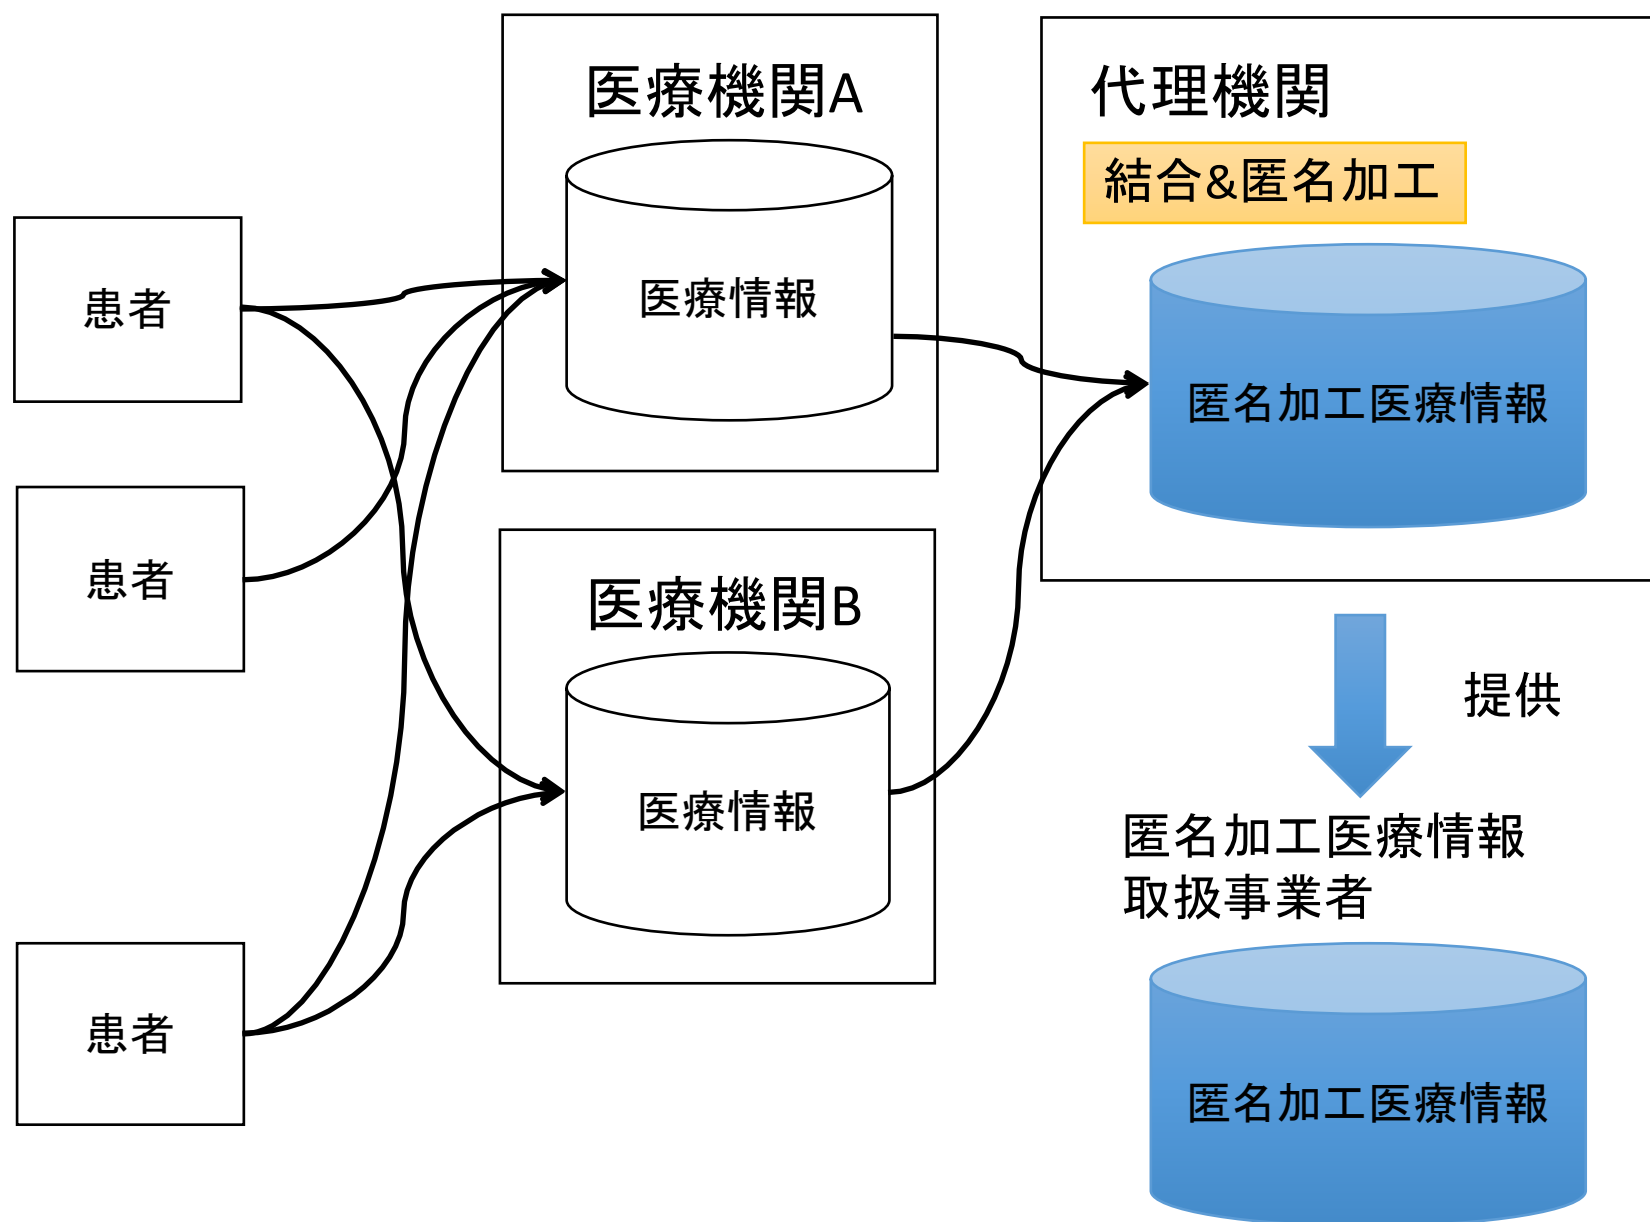 患者
患者
患者
医療機関A
医療情報
医療機関B
医療情報
代理機関
結合&匿名加工
匿名加工医療情報
提供
匿名加工医療情報
取扱事業者
匿名加工医療情報